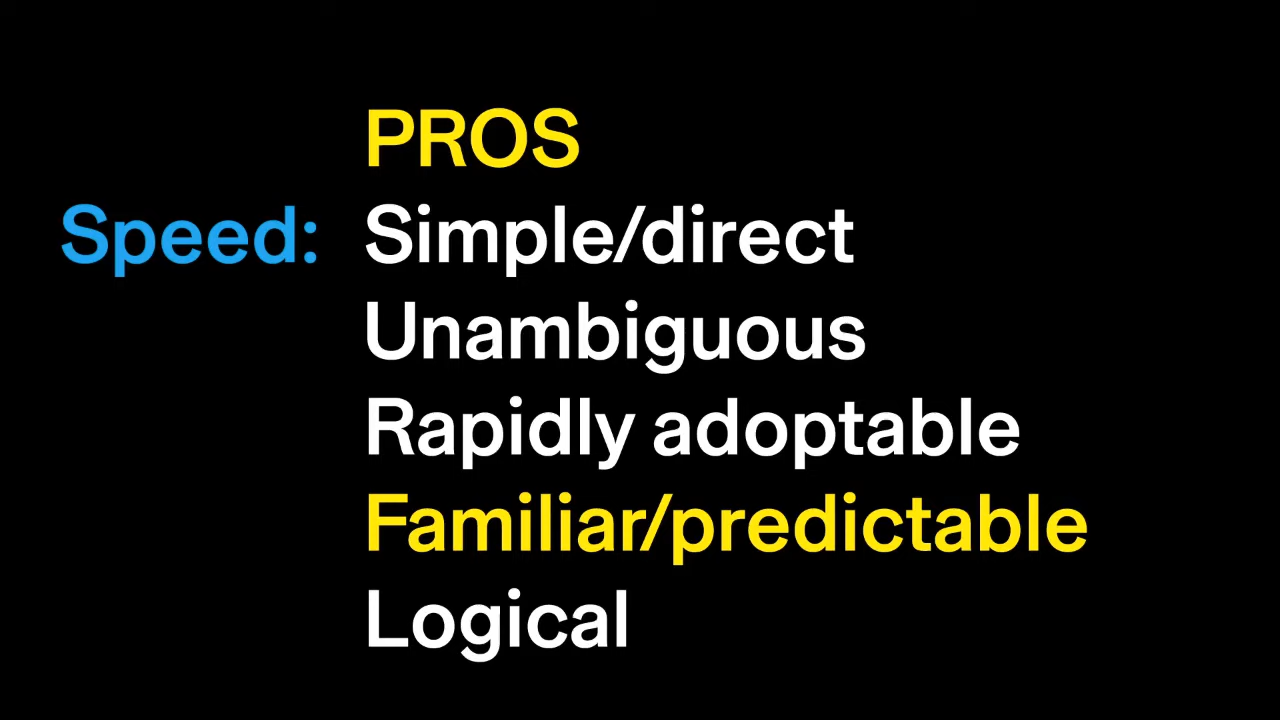 PROS
Speed: Simple/direct
Unambiguous
Rapidly adoptable
Familiar/predictable
Logical